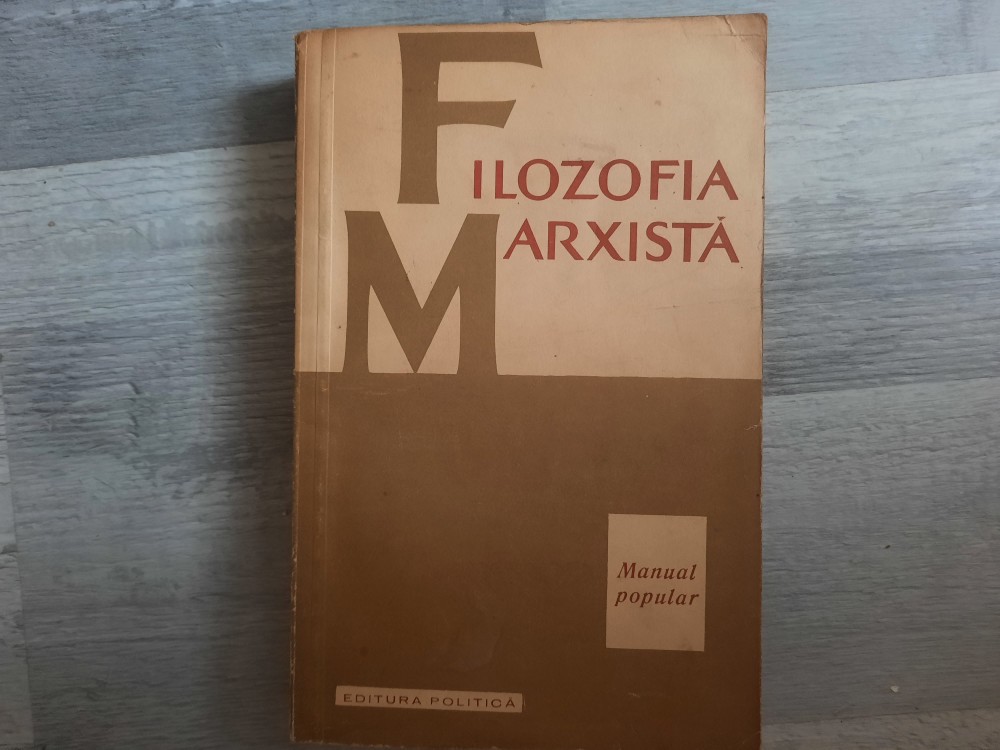 FILOZOFIA
MARXISTĂ
Manual
popular
EDITURA POLITICĂ